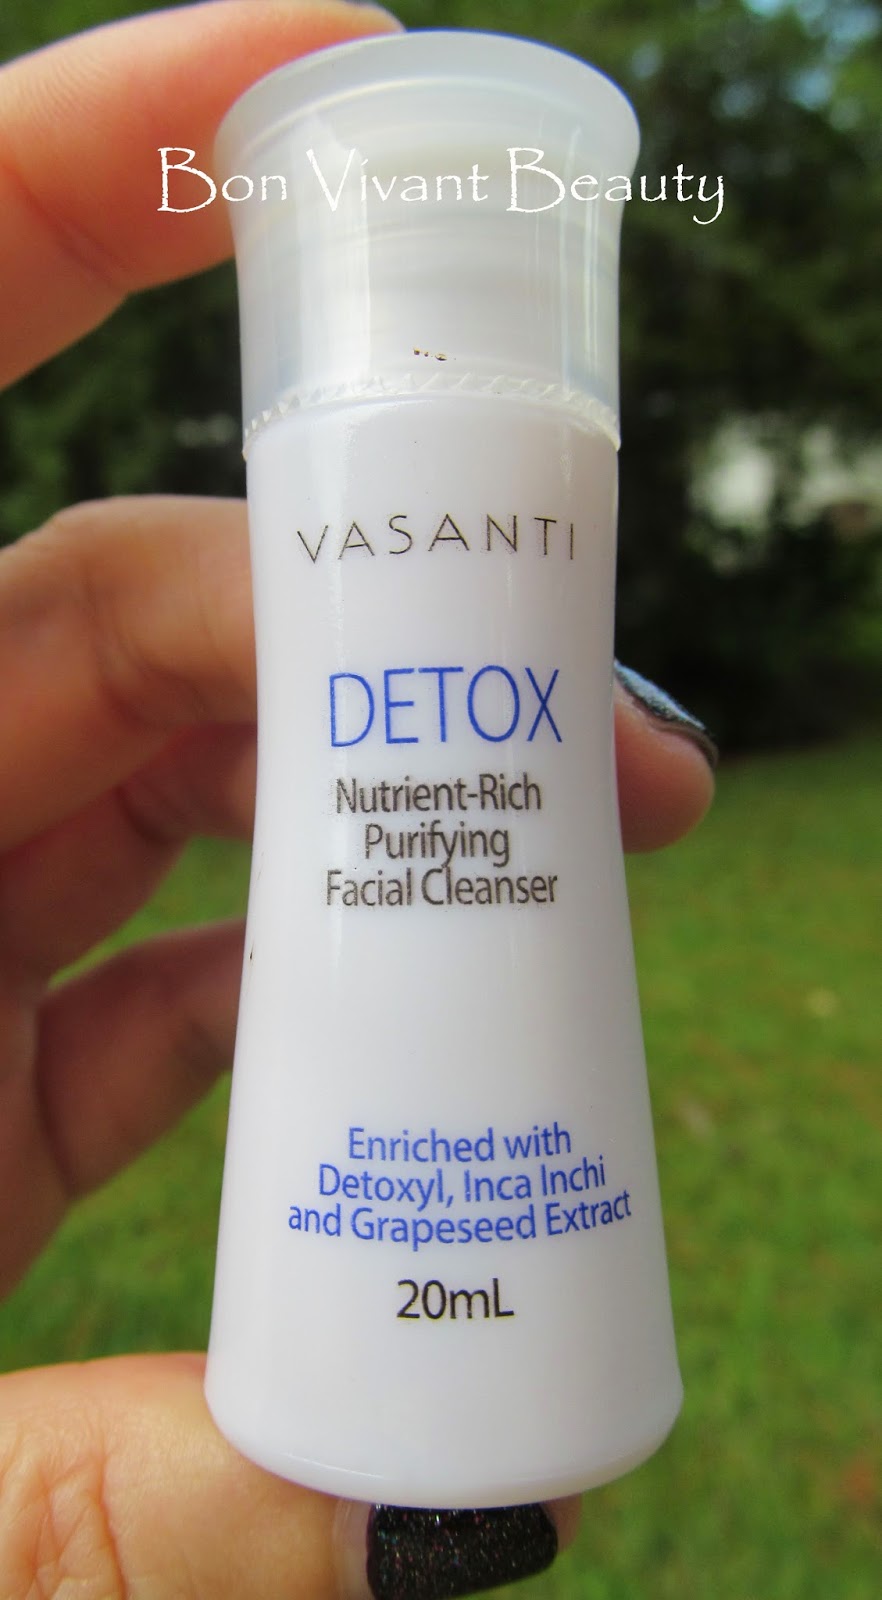 Bon Vivant Beauty
VASANTI
DETOX
Nutrient-Rich
Purifying
Facial Cleanser
Enriched with
Detoxyl, Inca Inchi
and Grapeseed Extract
20mL